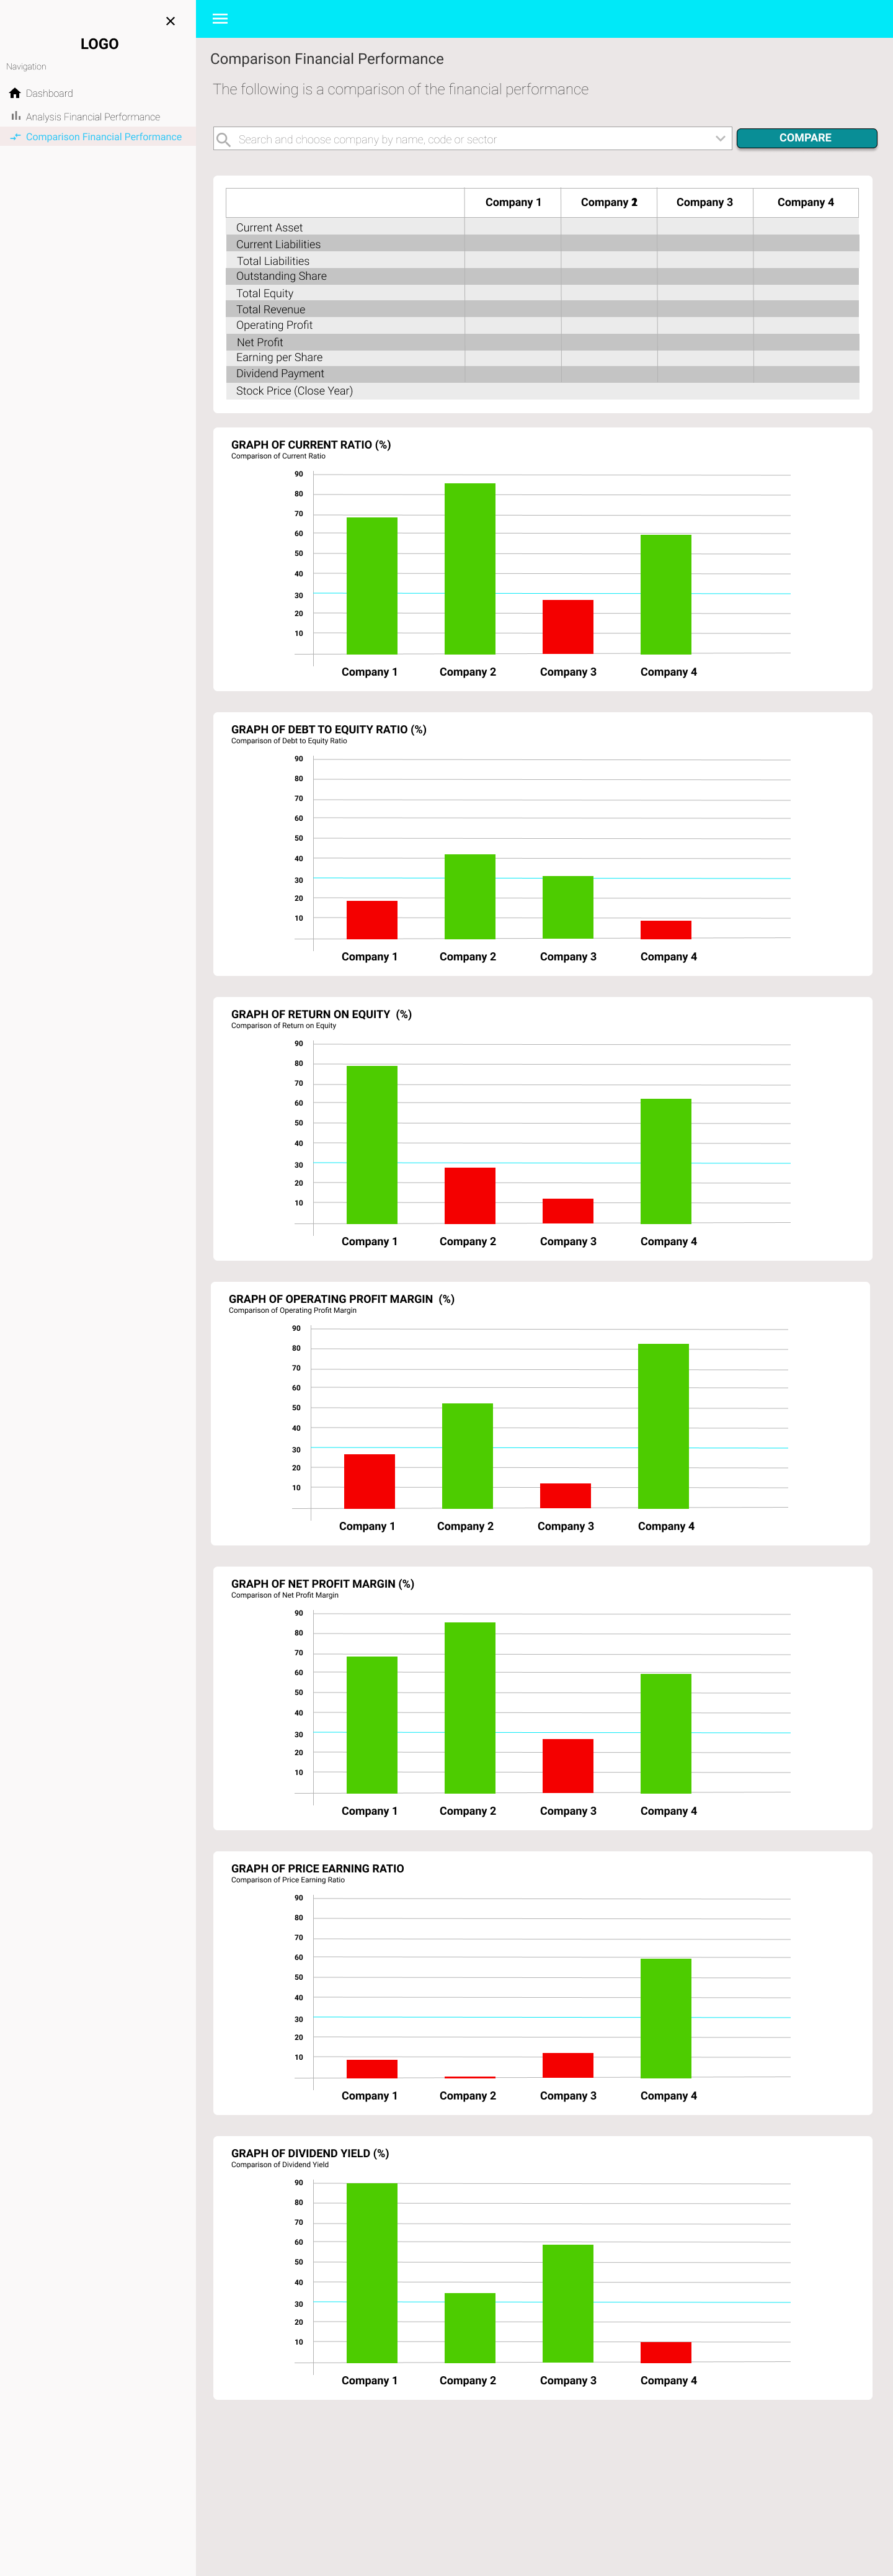 LOGO
Navigation
Dashboard
Analysis Financial Performance
Comparison Financial Performance
Comparison Financial Performance
The following is a comparison of the financial performance
Search and choose company by name, code or sector
COMPARE
Company 1 Company 2 Company 3 Company 4
Current Asset
Current Liabilities
Total Liabilities
Outstanding Share
Total Equity
Total Revenue
Operating Profit
Net Profit
Earning per Share
Dividend Payment
Stock Price (Close Year)
GRAPH OF CURRENT RATIO (%)
Comparison of Current Ratio
90
80
70
60
50
40
30
20
10
Company 1 Company 2 Company 3 Company 4
GRAPH OF DEBT TO EQUITY RATIO (%)
Comparison of Debt to Equity Ratio
90
80
70
60
50
40
30
20
10
Company 1 Company 2 Company 3 Company 4
GRAPH OF RETURN ON EQUITY (%)
Comparison of Return on Equity
90
80
70
60
50
40
30
20
10
Company 1 Company 2 Company 3 Company 4
GRAPH OF OPERATING PROFIT MARGIN (%)
Comparison of Operating Profit Margin
90
80
70
60
50
40
30
20
10
Company 1 Company 2 Company 3 Company 4
GRAPH OF NET PROFIT MARGIN (%)
Comparison of Net Profit Margin
90
80
70
60
50
40
30
20
10
Company 1 Company 2 Company 3 Company 4
GRAPH OF PRICE EARNING RATIO
Comparison of Price Earning Ratio
90
80
70
60
50
40
30
20
10
Company 1 Company 2 Company 3 Company 4
GRAPH OF DIVIDEND YIELD (%)
Comparison of Dividend Yield
90
80
70
60
50
40
30
20
10
Company 1 Company 2 Company 3 Company 4